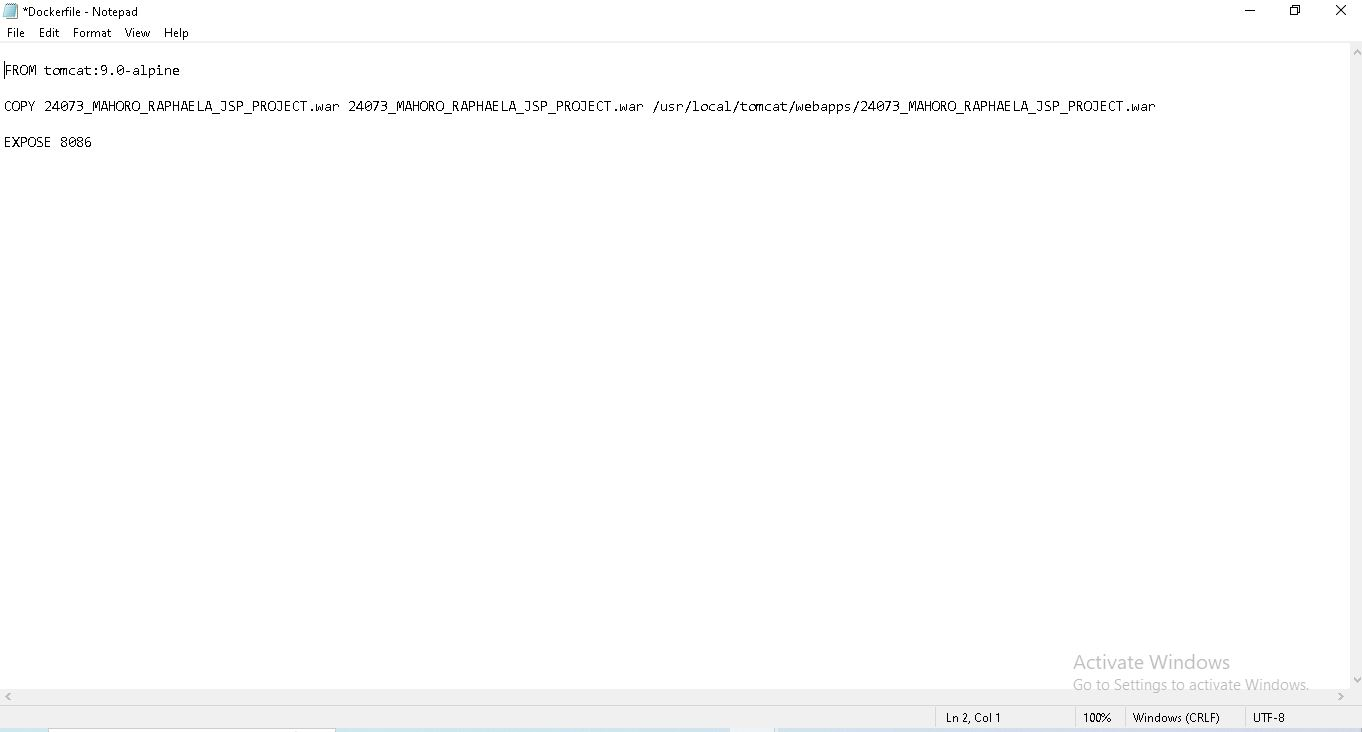 *Dockerfile - Notepad
File Edit Format View Help
FROM tomcat:9.0-alpine
COPY 24073_MAHORO_RAPHAELA_JSP_PROJECT.war 24073_MAHORO_RAPHAELA_JSP_PROJECT.war /usr/local/tomcat/webapps/24073_MAHORO_RAPHAELA_JSP_PROJECT.war
EXPOSE 8086
Activate Windows
Go to Settings to activate Windows.
Ln 2, Col 1 100% Windows (CRLF) UTF-8